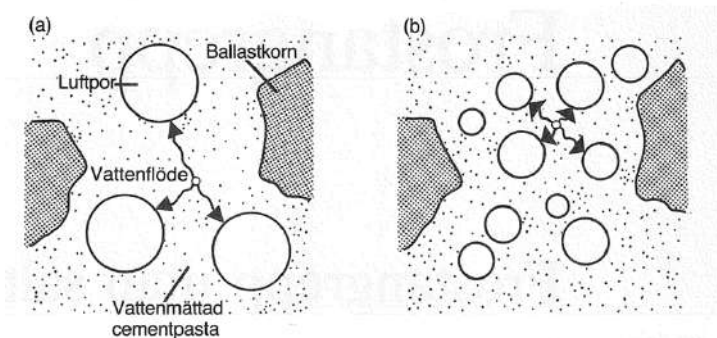 (a)
Ballastkorn
Luftpor
Vattenflöde
Vattenmättad
cementpasta
(b)